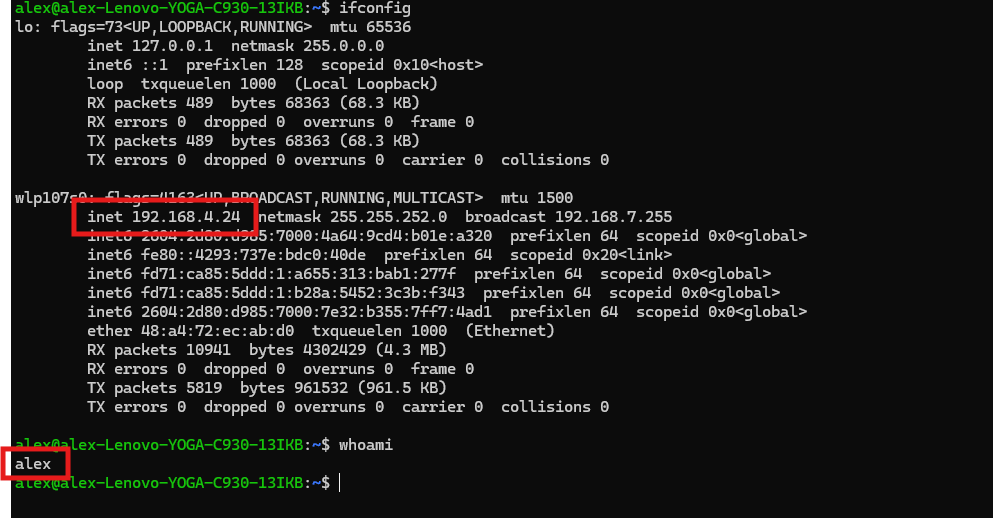 alex@alex-Lenovo-YOGA-C930-13IKB:~$ ifconfig
lo: flags=73<UP,LOOPBACK,RUNNING>  mtu 65536
        inet 127.0.0.1  netmask 255.0.0.0
        inet6 ::1  prefixlen 128  scopeid 0x10<host>
        loop  txqueuelen 1000  (Local Loopback)
        RX packets 489  bytes 68363 (68.3 KB)
        RX errors 0  dropped 0  overruns 0  frame 0
        TX packets 489  bytes 68363 (68.3 KB)
        TX errors 0  dropped 0 overruns 0  carrier 0  collisions 0

wlp107s0: flags=4163<UP,BROADCAST,RUNNING,MULTICAST>  mtu 1500
        inet 192.168.4.24  netmask 255.255.252.0  broadcast 192.168.7.255
        inet6 2604:2d80:d985:7000:4a64:9cd4:b01e:a320  prefixlen 64  scopeid 0x0<global>
        inet6 fe80::4293:737e:bdc0:40de  prefixlen 64  scopeid 0x20<link>
        inet6 fd71:ca85:5ddd:1:a655:313:bab1:277f  prefixlen 64  scopeid 0x0<global>
        inet6 fd71:ca85:5ddd:1:b28a:5452:3c3b:f343  prefixlen 64  scopeid 0x0<global>
        inet6 2604:2d80:d985:7000:7e32:b355:7ff7:4ad1  prefixlen 64  scopeid 0x0<global>
        ether 48:a4:72:ec:ab:d0  txqueuelen 1000  (Ethernet)
        RX packets 10941  bytes 4302429 (4.3 MB)
        RX errors 0  dropped 0  overruns 0  frame 0
        TX packets 5819  bytes 961532 (961.5 KB)
        TX errors 0  dropped 0 overruns 0  carrier 0  collisions 0

alex@alex-Lenovo-YOGA-C930-13IKB:~$ whoami
alex
alex@alex-Lenovo-YOGA-C930-13IKB:~$